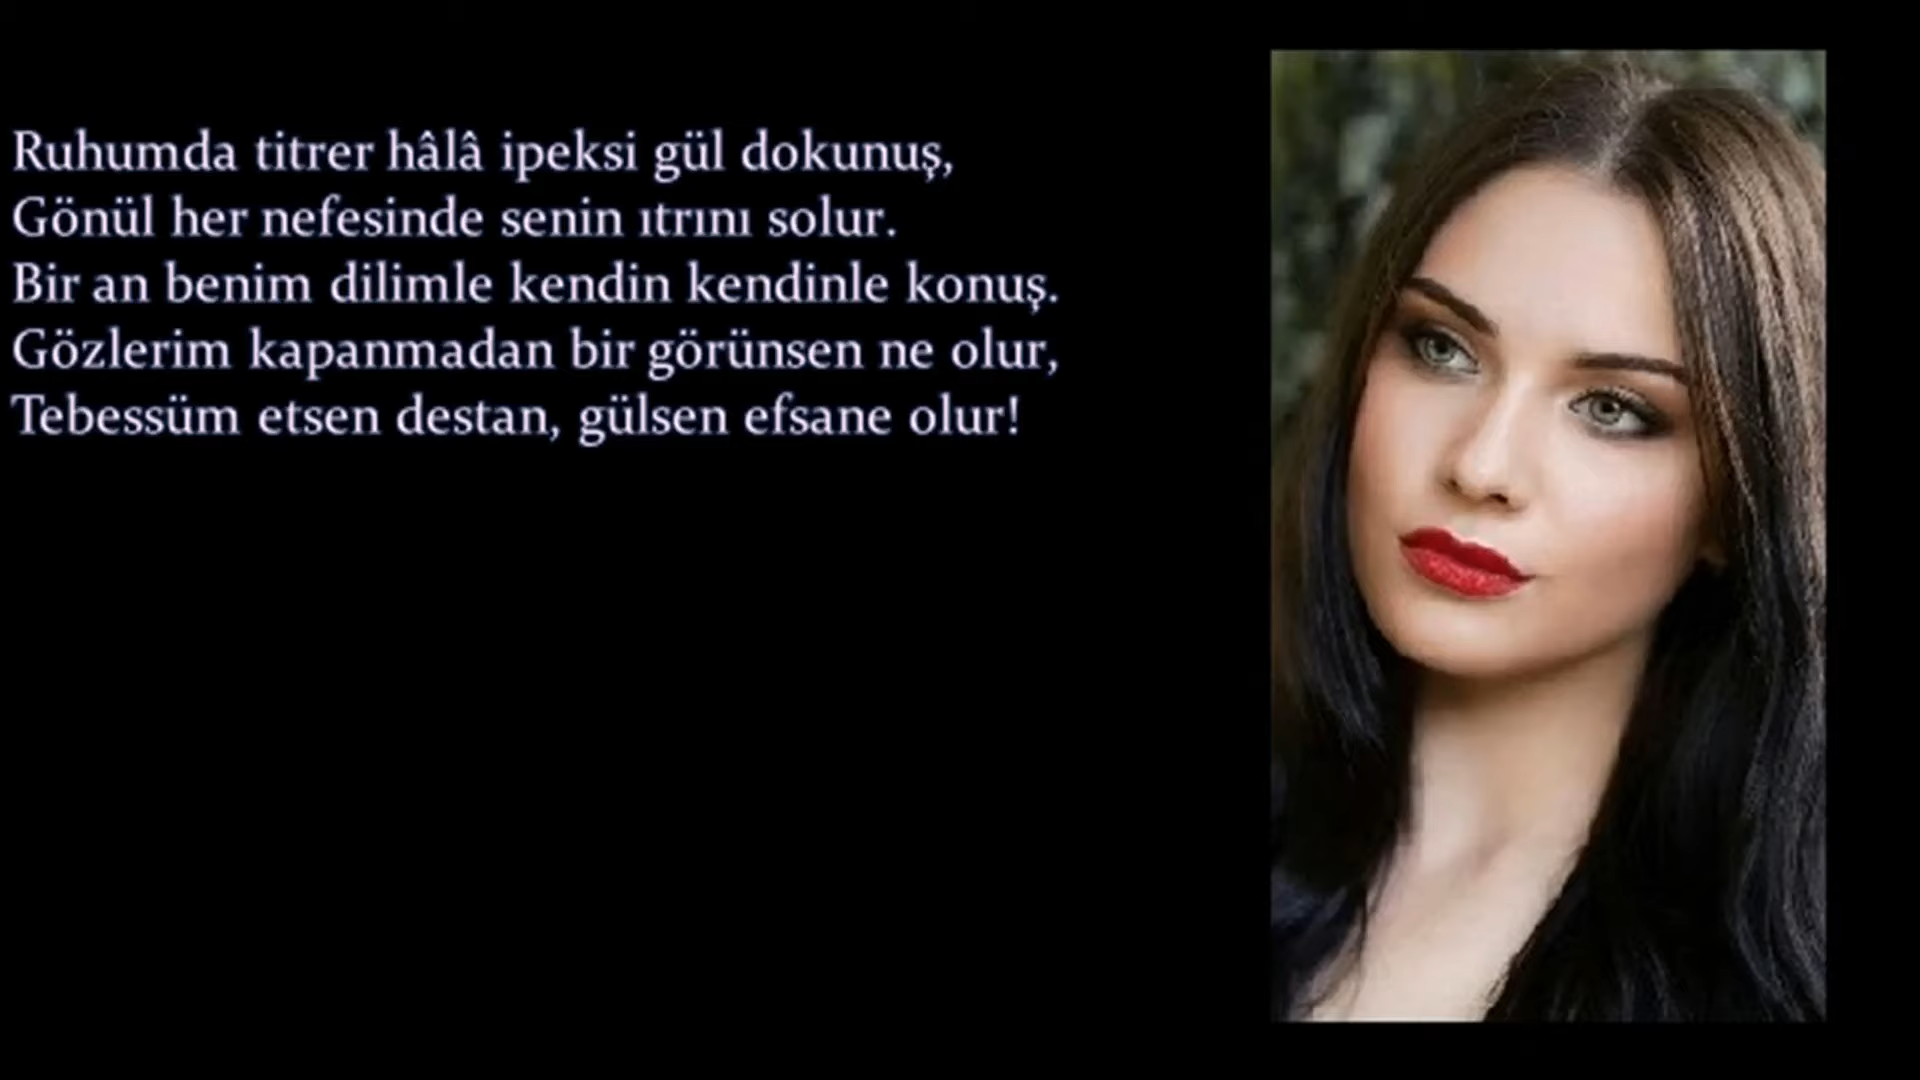 Ruhumda titrer hâlâ ipeksi gül dokunuş,
Gönül her nefesinde senin ıtrını solur.
Bir an benim dilimle kendin kendinle konuş.
Gözlerim kapanmadan bir görünsen ne olur,
Tebessüm etsen destan, gülsen efsane olur!